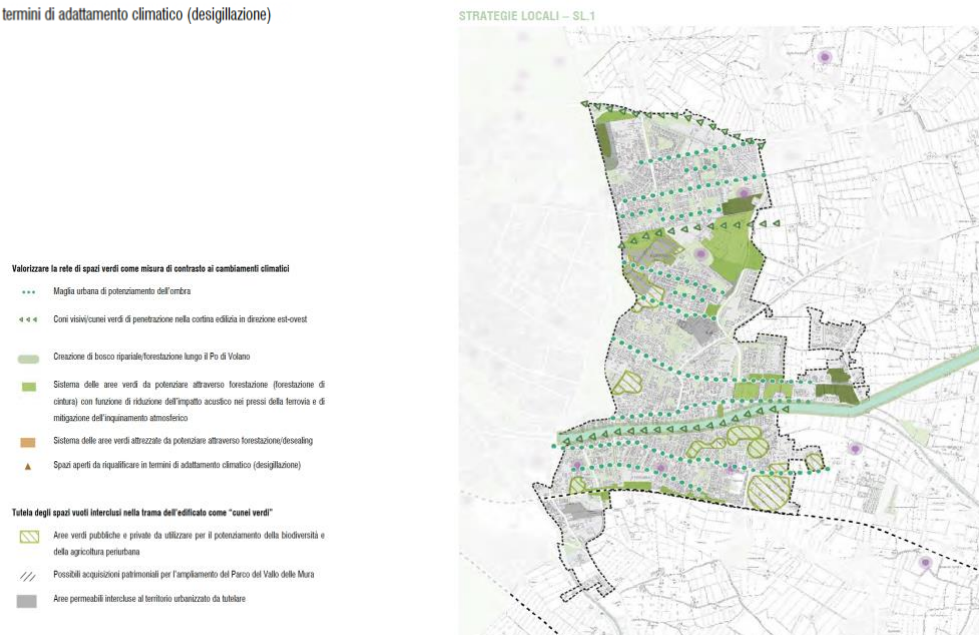 termini di adattamento climatico (desigillazione)
STRATEGIE LOCALI – SL.1
Valorizzare la rete di spazi verdi come misura di contrasto ai cambiamenti climatici
Maglia urbana di potenziamento dell'ombra
Coni visivi/cunei verdi di penetrazione nella cortina edilizia in direzione est-ovest
Creazione di bosco ripariale/forestazione lungo il Po di Volano
Sistema delle aree verdi da potenziare attraverso forestazione (forestazione di
cintura) con funzione di riduzione dell'impatto acustico nei pressi della ferrovia e di
mitigazione dell'inquinamento atmosferico
Sistema delle aree verdi attrezzate da potenziare attraverso forestazione/desealing
Spazi aperti da riqualificare in termini di adattamento climatico (desigillazione)
Tutela degli spazi vuoti interclusi nella trama dell'edificato come "cunei verdi"
Aree verdi pubbliche e private da utilizzare per il potenziamento della biodiversità e
della agricoltura periurbana
Possibili acquisizioni patrimoniali per l'ampliamento del Parco del Vallo delle Mura
Aree permeabili intercluse al territorio urbanizzato da tutelare